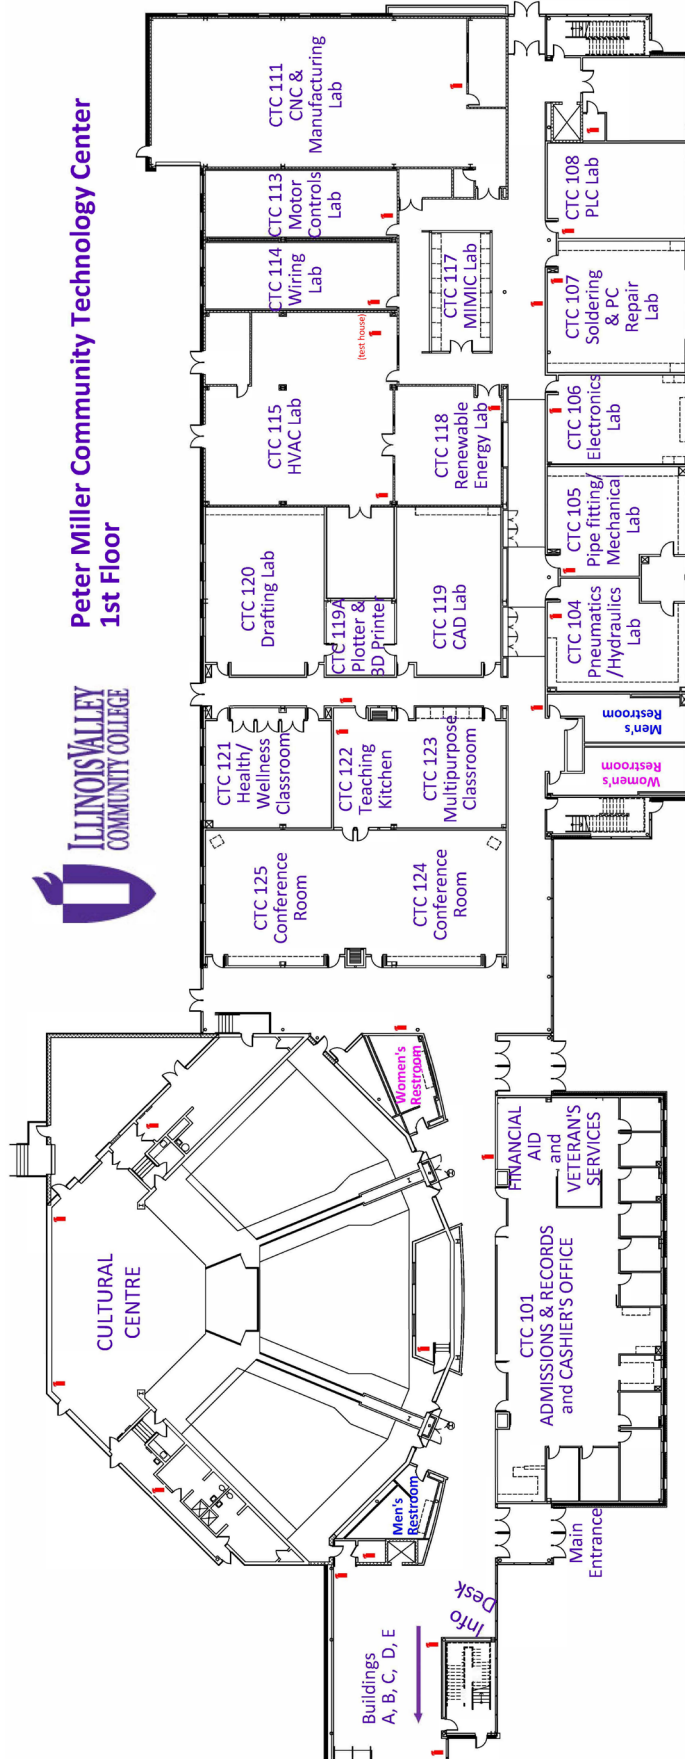 Peter Miller Community Technology Center
1st Floor
ILLINOIS VALLEY
COMMUNITY COLLEGE
CTC 111
CNC &
Manufacturing
Lab
CTC 113
Motor
Controls
Lab
CTC 114
Wiring
Lab
(test house)
CTC 115
HVAC Lab
CTC 117
MIMIC Lab
CTC 118
Renewable
Energy Lab
CTC 120
Drafting Lab
CTC 119A
Plotter &
3D Printer
CTC 119
CAD Lab
CTC 108
PLC Lab
CTC 107
Soldering
& PC
Repair
Lab
CTC 106
Electronics
Lab
CTC 105
Pipe fitting/
Mechanical
Lab
CTC 104
Pneumatics
/Hydraulics
Lab
Men's
Restroom
Women's
Restroom
CTC 121
Health/
Wellness
Classroom
CTC 122
Teaching
Kitchen
CTC 123
Multipurpose
Classroom
CTC 125
Conference
Room
CTC 124
Conference
Room
Women's
Restroom
CULTURAL
CENTRE
FINANCIAL
AID
and
VETERAN'S
SERVICES
CTC 101
ADMISSIONS & RECORDS
and CASHIER'S OFFICE
Men's
Restroom
Main
Entrance
Info
Desk
Buildings
A, B, C, D, E